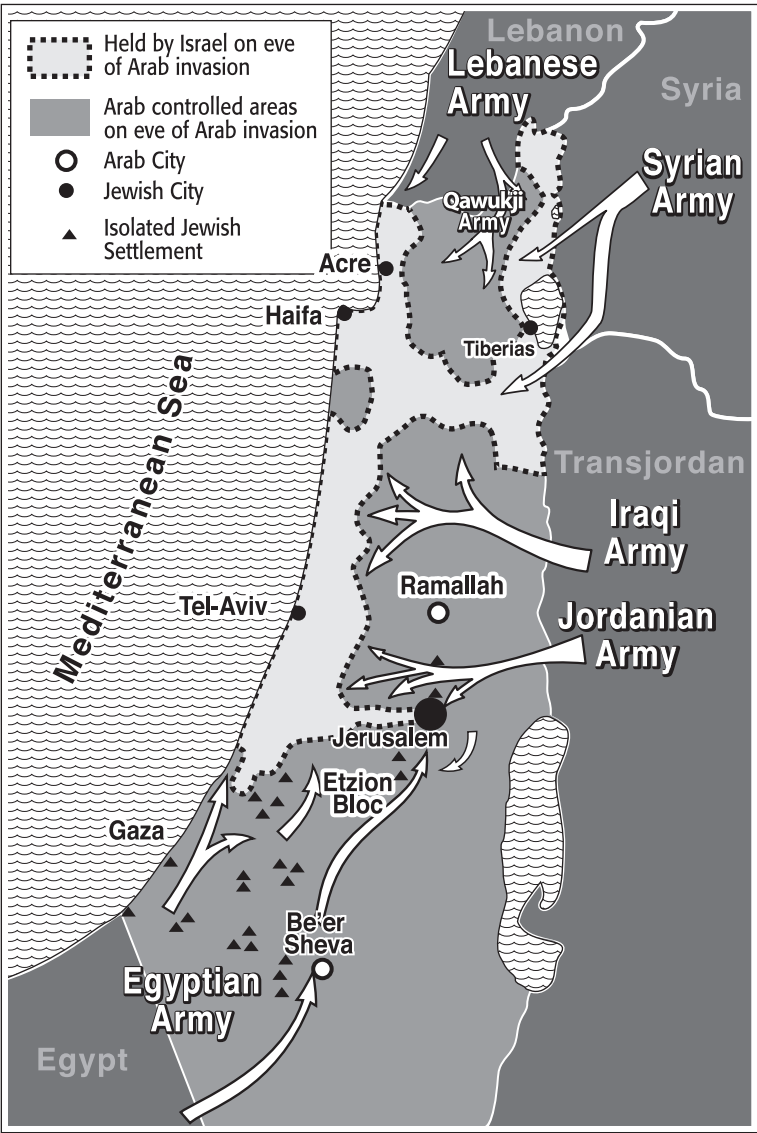 Held by Israel on eve
of Arab invasion
Arab controlled areas
on eve of Arab invasion
Arab City
Jewish City
Isolated Jewish
Settlement
Lebanon
Lebanese
Army
Syria
Syrian
Army
Qawukji
Army
Acre
Haifa
Tiberias
Mediterranean Sea
Transjordan
Iraqi
Army
Ramallah
Tel-Aviv
Jordanian
Army
Jerusalem
Etzion
Bloc
Gaza
Be'er
Sheva
Egyptian
Army
Egypt